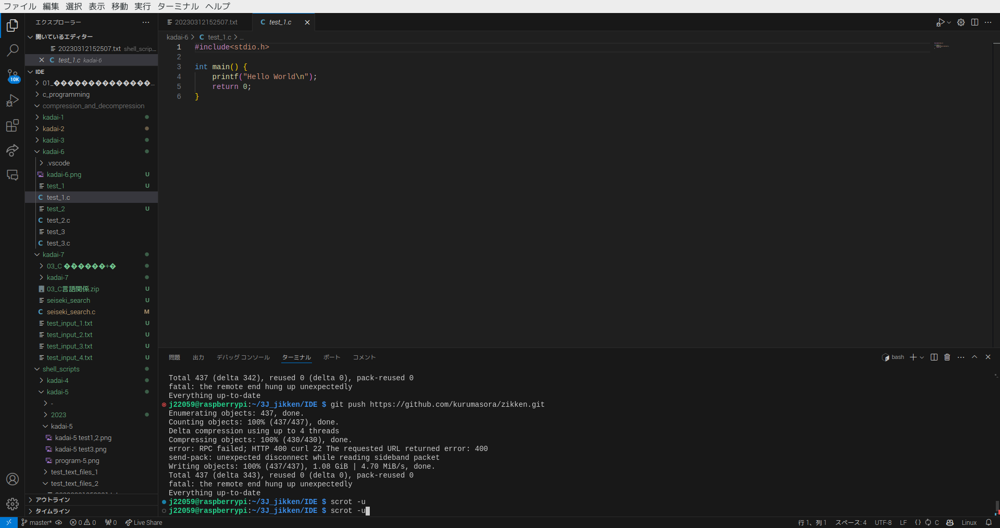 ファイル 編集 選択 表示 移動 実行 ターミナル ヘルプ
エクスプローラー
20230312152507.txt
test_1.c
開いているエディター
20230312152507.txt shell_scrip...
test_1.c kadai-6
IDE
10K
01_����������������...
c_programming
compression_and_decompression
kadai-1
kadai-2
kadai-3
kadai-6
.vscode
kadai-6.png U
test_1 U
test_1.c
test_2 U
test_2.c
test_3
test_3.c
kadai-7
03_C ������+�
kadai-7
03_C言語関係.zip U
seiseki_search U
seiseki_search.c M
test_input_1.txt U
test_input_2.txt U
test_input_3.txt U
test_input_4.txt U
shell_scripts
kadai-4
kadai-5
-
2023
kadai-5
kadai-5 test1,2.png
kadai-5 test3.png
program-5.png
test_text_files_1
test_text_files_2
アウトライン
タイムライン
kadai-6 > C test_1.c > ...
1 #include<stdio.h>
2
3 int main() {
4 printf("Hello World\n");
5 return 0;
6 }
問題 出力 デバッグ コンソール ターミナル ポート コメント
bash
Total 437 (delta 342), reused 0 (delta 0), pack-reused 0
fatal: the remote end hung up unexpectedly
Everything up-to-date
j22059@raspberrypi:~/3J_jikken/IDE $ git push https://github.com/kurumasora/zikken.git
Enumerating objects: 437, done.
Counting objects: 100% (437/437), done.
Delta compression using up to 4 threads
Compressing objects: 100% (430/430), done.
error: RPC failed; HTTP 400 curl 22 The requested URL returned error: 400
send-pack: unexpected disconnect while reading sideband packet
Writing objects: 100% (437/437), 1.08 GiB | 4.70 MiB/s, done.
Total 437 (delta 343), reused 0 (delta 0), pack-reused 0
fatal: the remote end hung up unexpectedly
Everything up-to-date
j22059@raspberrypi:~/3J_jikken/IDE $ scrot -u
j22059@raspberrypi:~/3J_jikken/IDE $ scrot -u
master* 0 0 0 Live Share
行 1、列 1 スペース: 4 UTF-8 LF {} C Linux